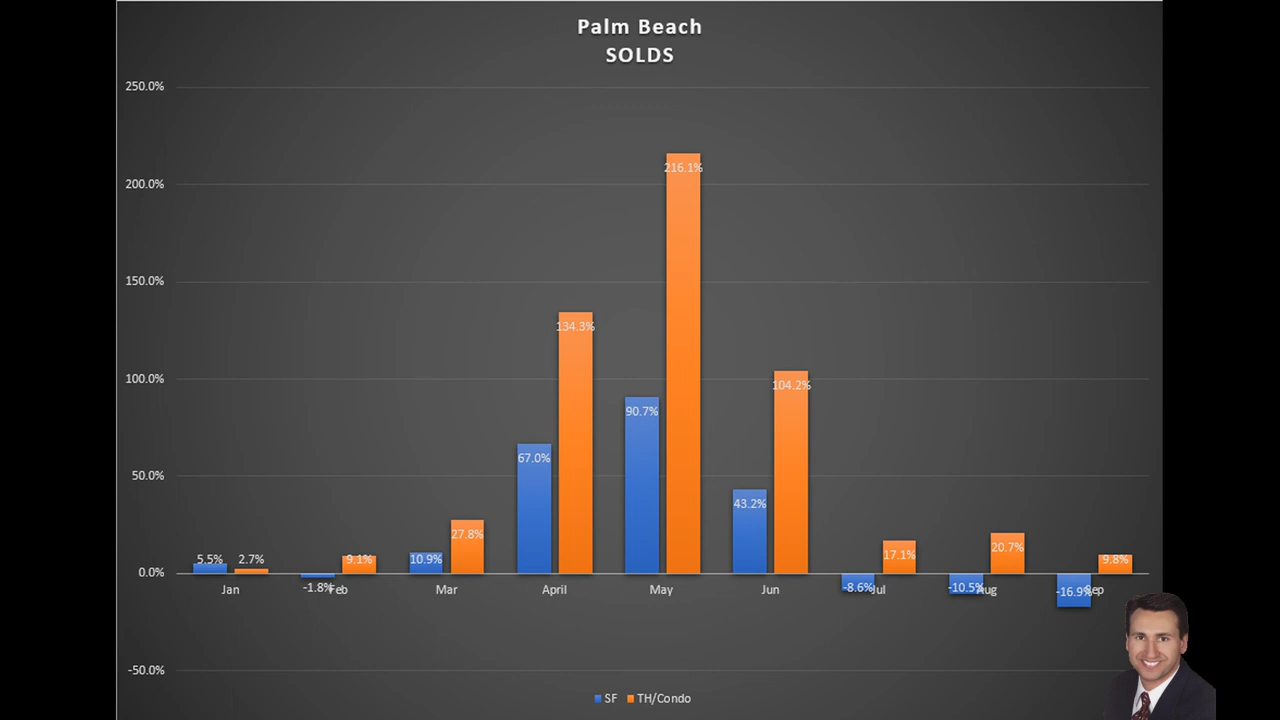 Palm Beach
SOLDS
250.0%
200.0%
150.0%
100.0%
50.0%
0.0%
-50.0%
5.5% 2.7% -1.8% 9.1% 10.9% 27.8% 67.0% 134.3% 90.7% 216.1% 43.2% 104.2% -8.6% 17.1% -10.5% 20.7% -16.9% 9.8%
Jan Feb Mar April May Jun Jul Aug Sep
SF TH/Condo